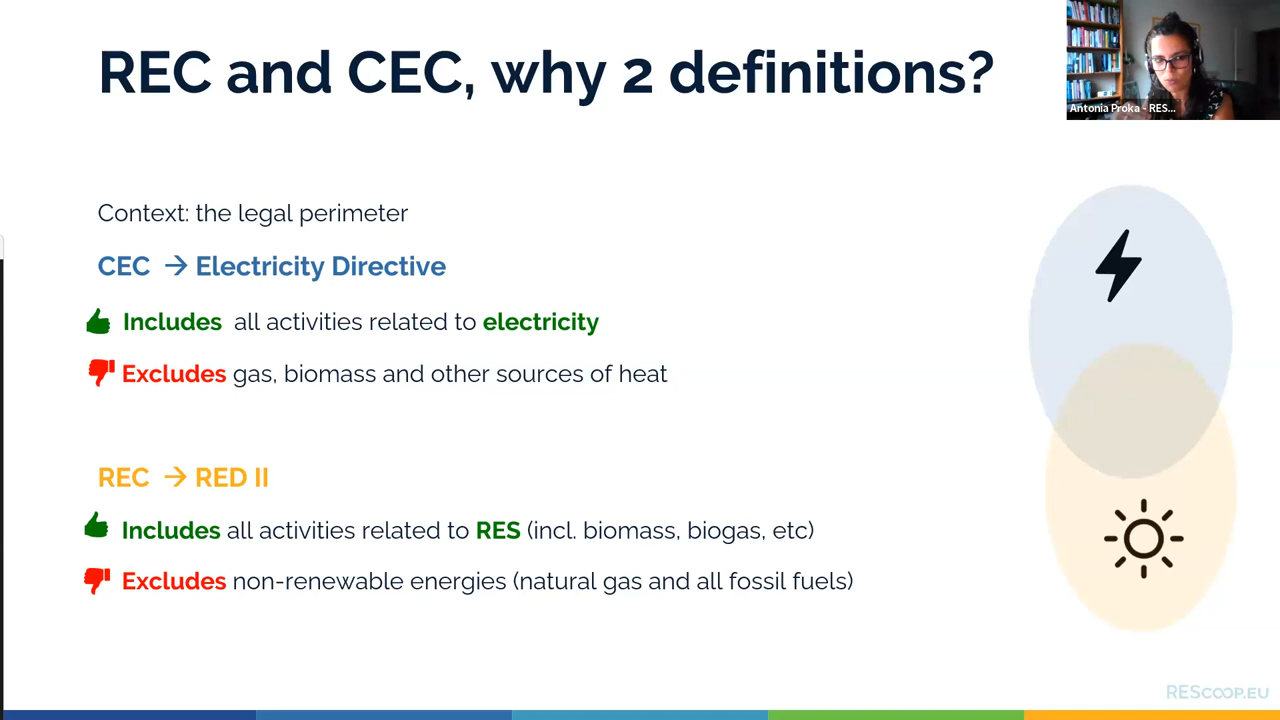 REC and CEC, why 2 definitions?
Antonia Proka - RES...
Context: the legal perimeter
CEC → Electricity Directive
Includes all activities related to electricity
Excludes gas, biomass and other sources of heat
REC → RED II
Includes all activities related to RES (incl. biomass, biogas, etc)
Excludes non-renewable energies (natural gas and all fossil fuels)
REScoop.eu